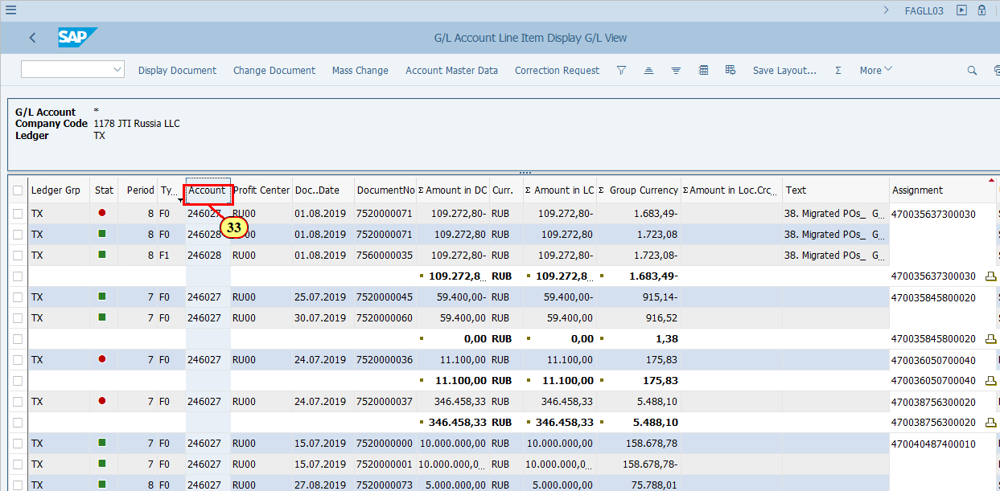 FAGLL03
SAP G/L Account Line Item Display G/L View
Display Document Change Document Mass Change Account Master Data Correction Request Save Layout... Σ More
G/L Account *
Company Code 1178 JTI Russia LLC
Ledger TX
Ledger Grp Stat Period Ty... Account Profit Center Doc..Date DocumentNo Σ Amount in DC Curr. Σ Amount in LC Σ Group Currency Σ Amount in Loc.Crc... Text Assignment
TX 8 F0 246027 RU00 01.08.2019 7520000071 109.272,80- RUB 109.272,80- 1.683,49- 38. Migrated POs_ G... 470035637300030
33
TX 8 F0 246028 RU00 01.08.2019 7520000071 109.272,80 RUB 109.272,80 1.723,08 38. Migrated POs_ G...
TX 8 F1 246028 RU00 01.08.2019 7560000035 109.272,80- RUB 109.272,80- 1.723,08- 38. Migrated POs_ G...
109.272,8... RUB 109.272,8... 1.683,49- 470035637300030
TX 7 F0 246027 RU00 25.07.2019 7520000045 59.400,00- RUB 59.400,00- 915,14- 470035845800020
TX 7 F0 246027 RU00 30.07.2019 7520000060 59.400,00 RUB 59.400,00 916,52
0,00 RUB 0,00 1,38 470035845800020
TX 7 F0 246027 RU00 24.07.2019 7520000036 11.100,00 RUB 11.100,00 175,83 470036050700040
11.100,00 RUB 11.100,00 175,83 470036050700040
TX 7 F0 246027 RU00 24.07.2019 7520000037 346.458,33 RUB 346.458,33 5.488,10 470038756300020
346.458,33 RUB 346.458,33 5.488,10 470038756300020
TX 7 F0 246027 RU00 15.07.2019 7520000000 10.000.000,00 RUB 10.000.000,00 158.678,78 470040487400010
TX 7 F0 246027 RU00 15.07.2019 7520000001 10.000.000,0... RUB 10.000.000,0... 158.678,78-
TX 8 F0 246027 RU00 27.08.2019 7520000073 5.000.000,00 RUB 5.000.000,00 75.788,01